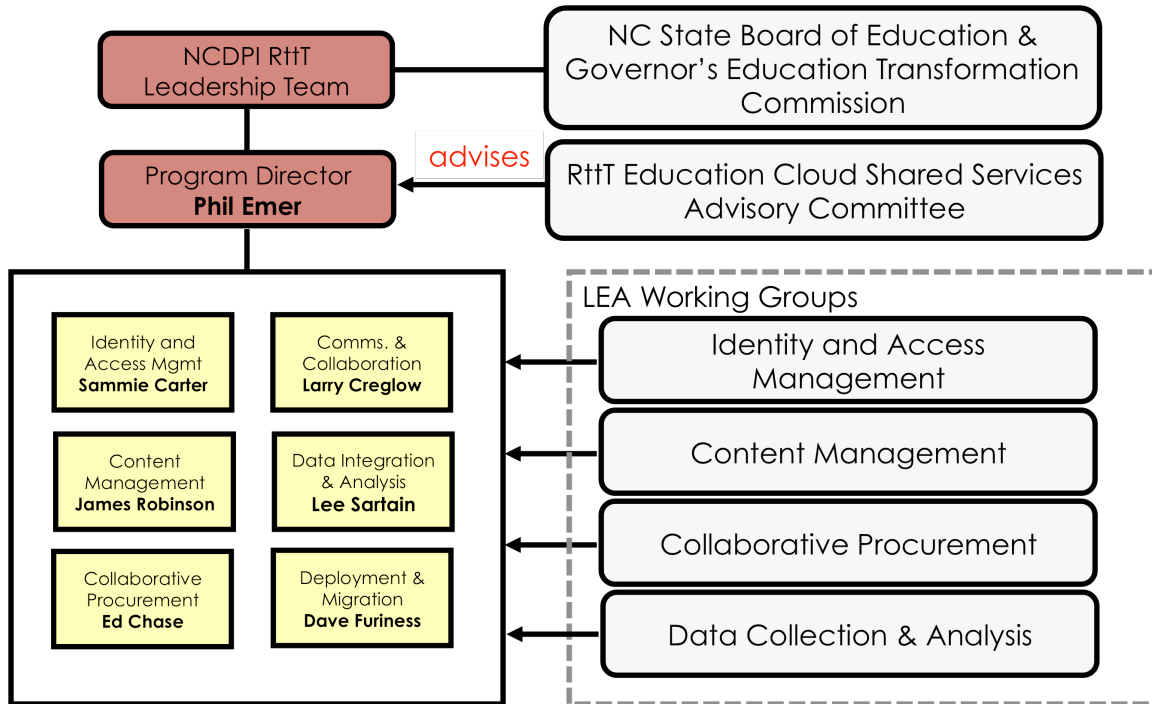 NCDPI RttT
Leadership Team
NC State Board of Education &
Governor’s Education Transformation
Commission
Program Director
Phil Emer
advises
RttT Education Cloud Shared Services
Advisory Committee
Identity and
Access Mgmt
Sammie Carter
Comms. &
Collaboration
Larry Creglow
Content
Management
James Robinson
Data Integration
& Analysis
Lee Sartain
Collaborative
Procurement
Ed Chase
Deployment &
Migration
Dave Furiness
LEA Working Groups
Identity and Access
Management
Content Management
Collaborative Procurement
Data Collection & Analysis